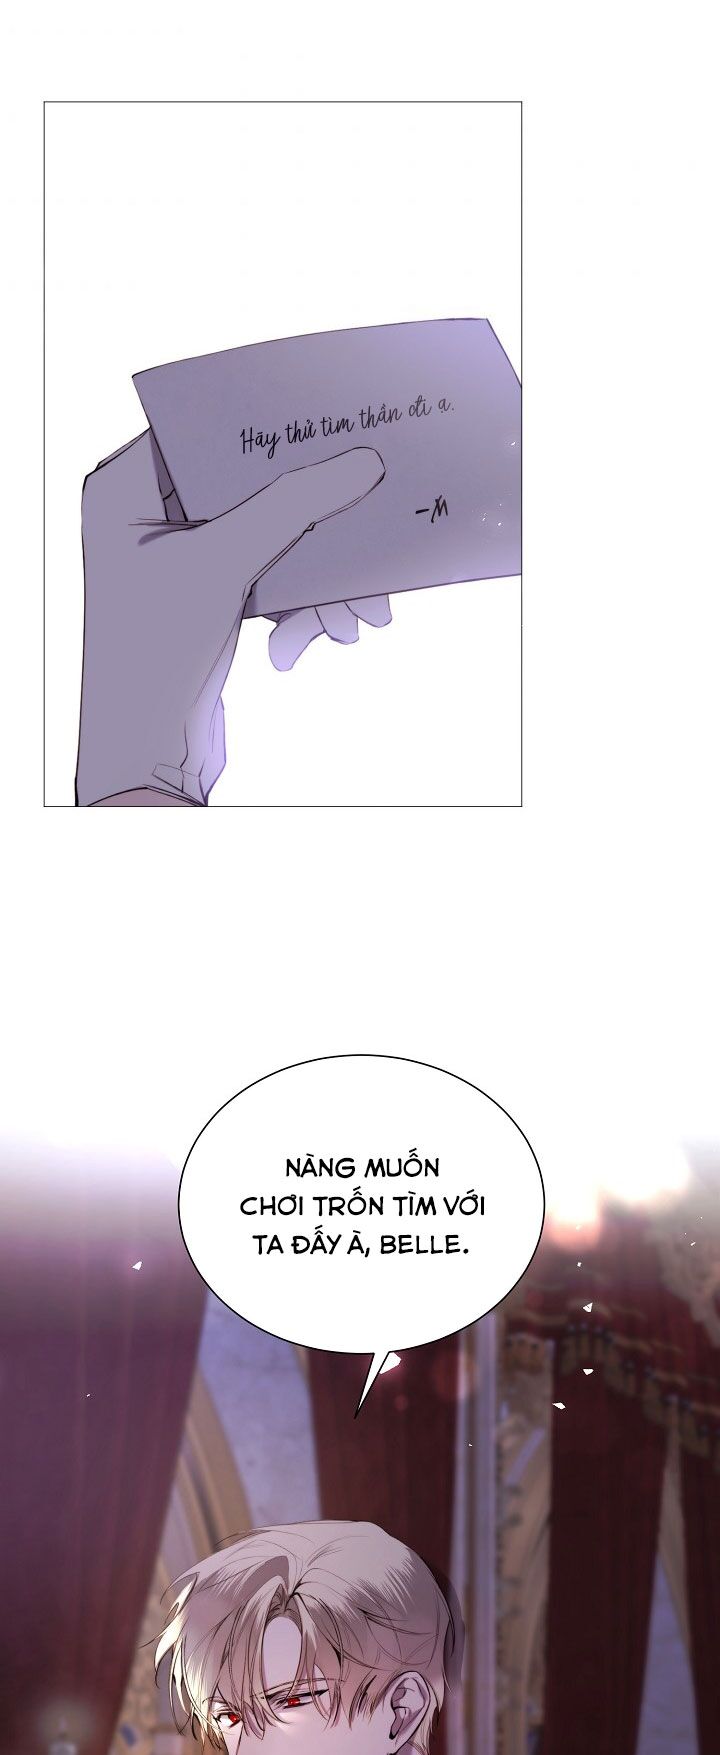 Hãy thử tìm thần đi ạ.
-M
NÀNG MUỐN
CHƠI TRỐN TÌM VỚI
TA ĐẤY À, BELLE.